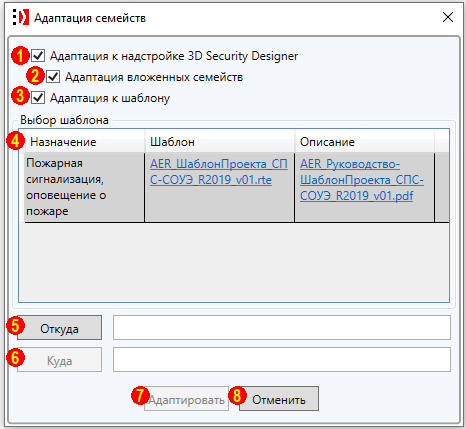 Адаптация семейств
1 Адаптация к надстройке 3D Security Designer
2 Адаптация вложенных семейств
3 Адаптация к шаблону
Выбор шаблона
4 Назначение Шаблон Описание
Пожарная AER_ШаблонПроекта_СП AER_Руководство-
сигнализация, С-СОУЭ_R2019_v01.rte ШаблонПроекта_СПС-
оповещение о СОУЭ_R2019_v01.pdf
пожаре
5 Откуда
6 Куда
7 Адаптировать 8 Отменить